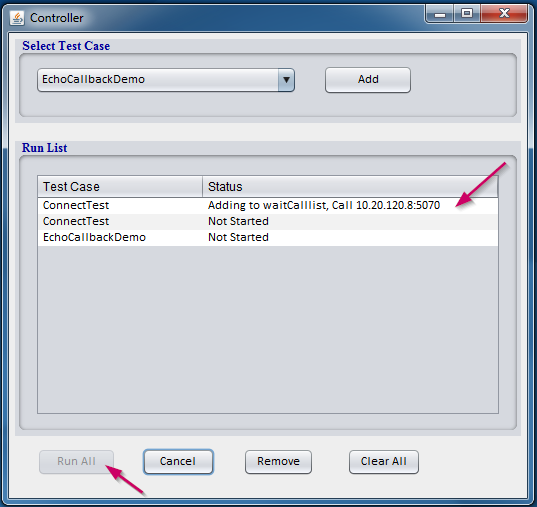 Controller
Select Test Case
EchoCallbackDemo
Add
Run List
Test Case Status
ConnectTest Adding to waitCalllist, Call 10.20.120.8:5070
ConnectTest Not Started
EchoCallbackDemo Not Started
Run All Cancel Remove Clear All